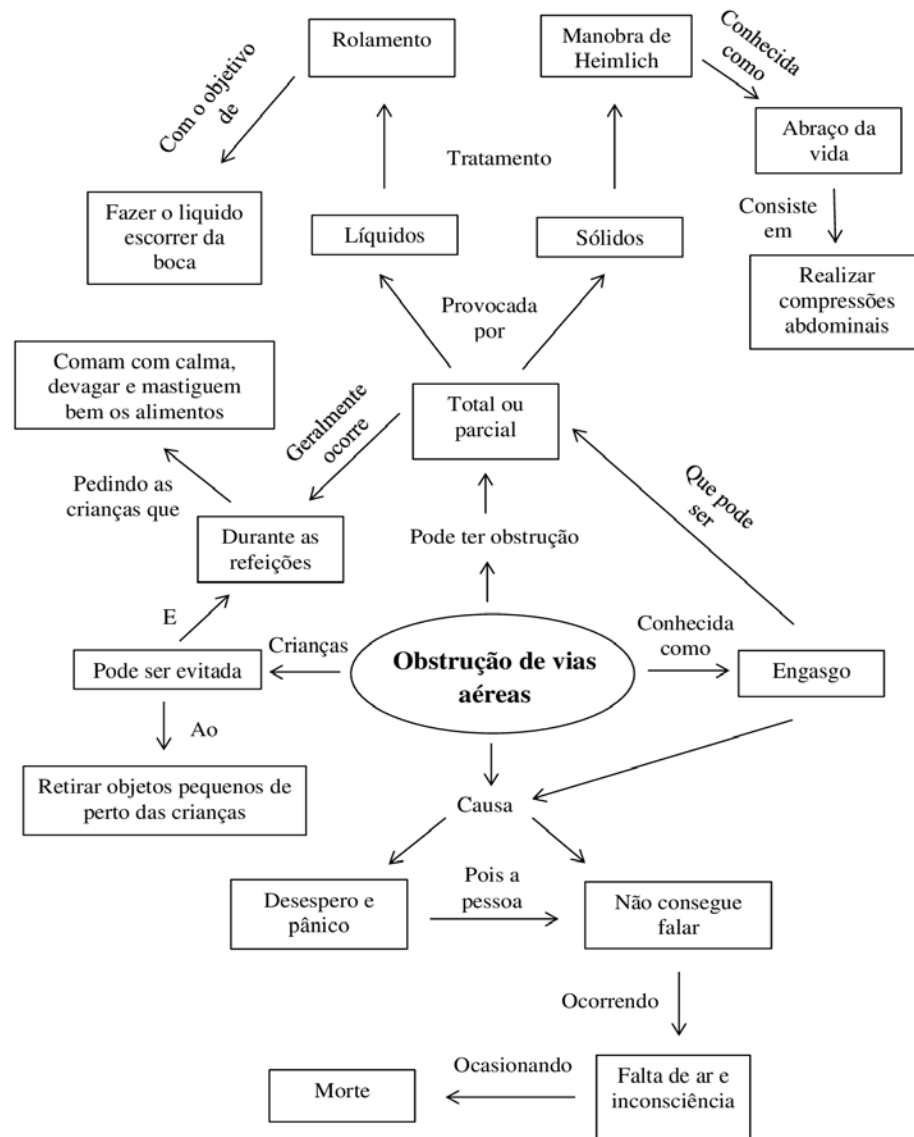 Rolamento
Manobra de
Heimlich
Conhecida
como
Com o objetivo
de
Abraço da
vida
Tratamento
Fazer o liquido
escorrer da
boca
Líquidos
Sólidos
Consiste
em
Realizar
compressões
abdominais
Provocada
por
Comam com calma,
devagar e mastiguem
bem os alimentos
Total ou
parcial
Geralmente
ocorre
Pedindo as
crianças que
Que pode
ser
Durante as
refeições
Pode ter obstrução
E
Crianças
Conhecida
como
Obstrução de vias
aéreas
Pode ser evitada
Engasgo
Ao
Retirar objetos pequenos de
perto das crianças
Causa
Desespero e
pânico
Pois a
pessoa
Não consegue
falar
Ocorrendo
Ocasionando
Morte
Falta de ar e
inconsciência